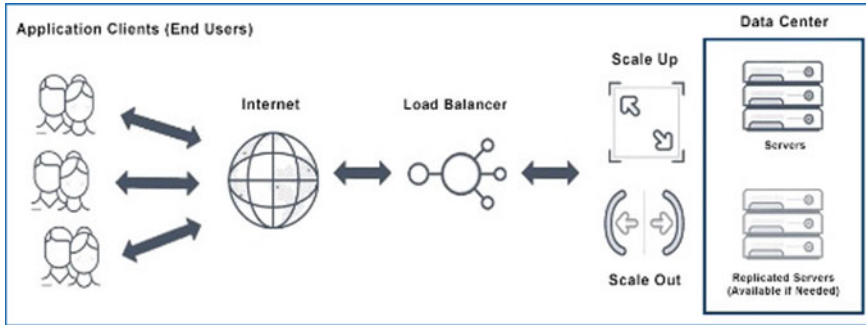 Application Clients (End Users)
Data Center
Scale Up
Internet
Load Balancer
Servers
Scale Out
Replicated Servers
(Available if Needed)